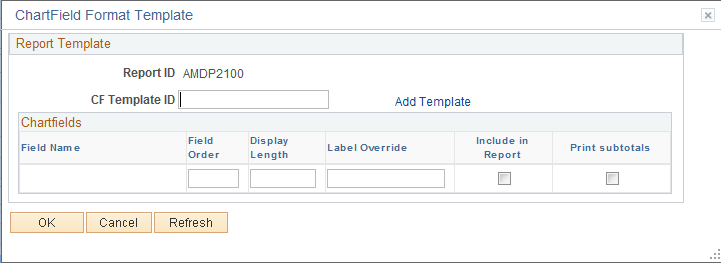 ChartField Format Template
Report Template
Report ID AMDP2100
CF Template ID Add Template
Chartfields
Field Name Field Order Display Length Label Override Include in Report Print subtotals
OK Cancel Refresh